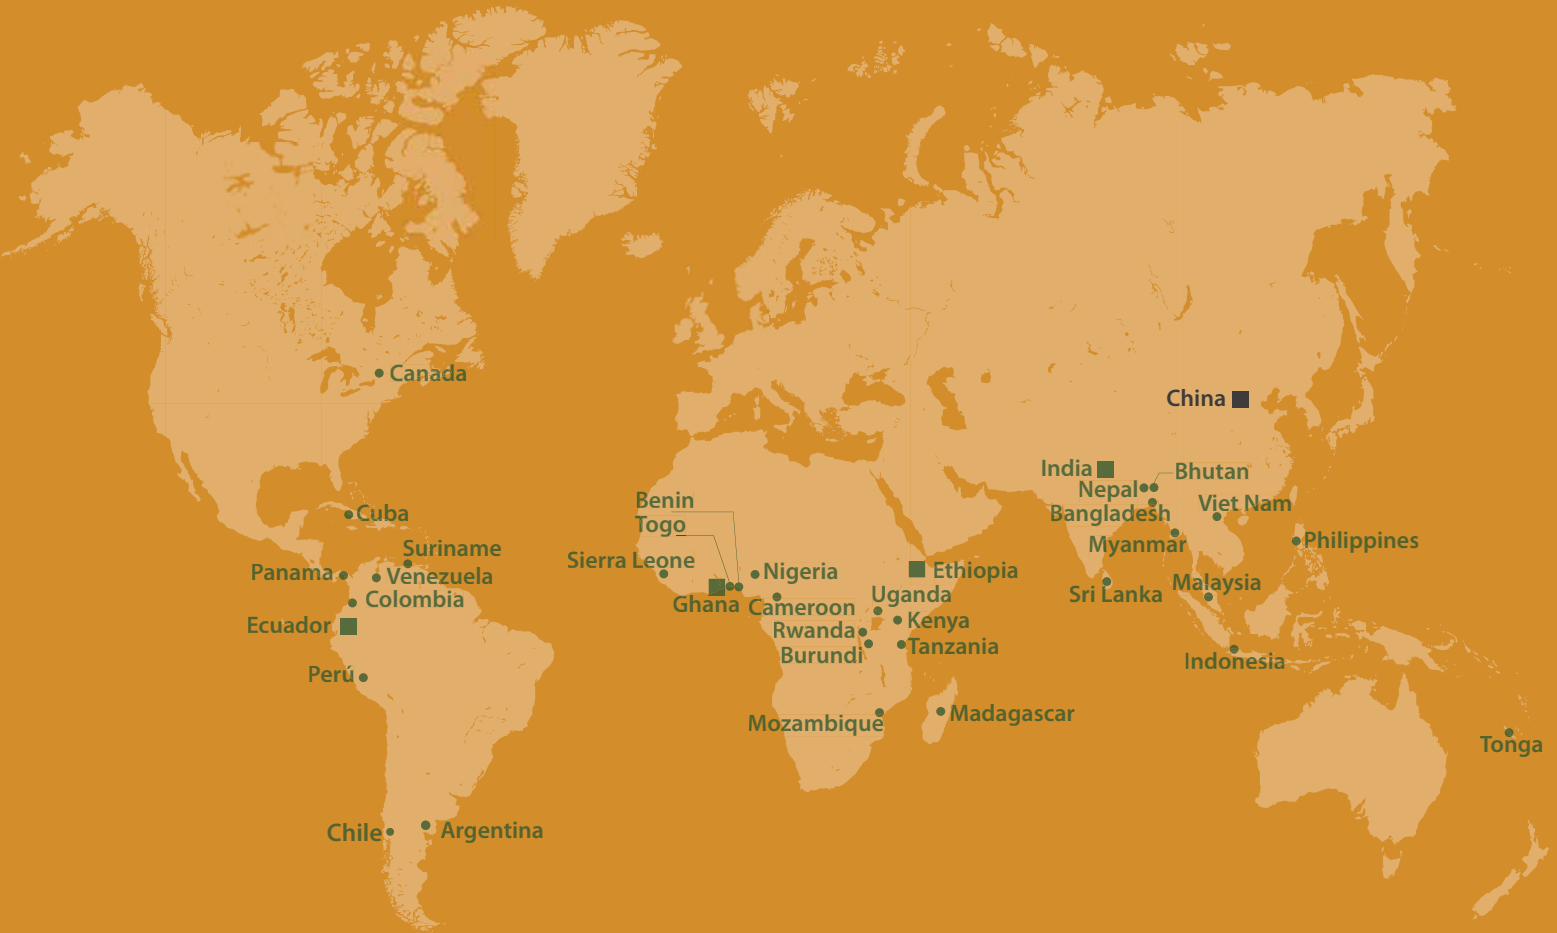 Canada
China
India
Bhutan
Nepal
Benin
Viet Nam
Cuba
Bangladesh
Togo
Philippines
Myanmar
Suriname
Sierra Leone
Nigeria
Ethiopia
Panama
Venezuela
Malaysia
Sri Lanka
Uganda
Colombia
Ghana
Cameroon
Kenya
Ecuador
Rwanda
Tanzania
Burundi
Indonesia
Perú
Madagascar
Mozambique
Tonga
Chile
Argentina